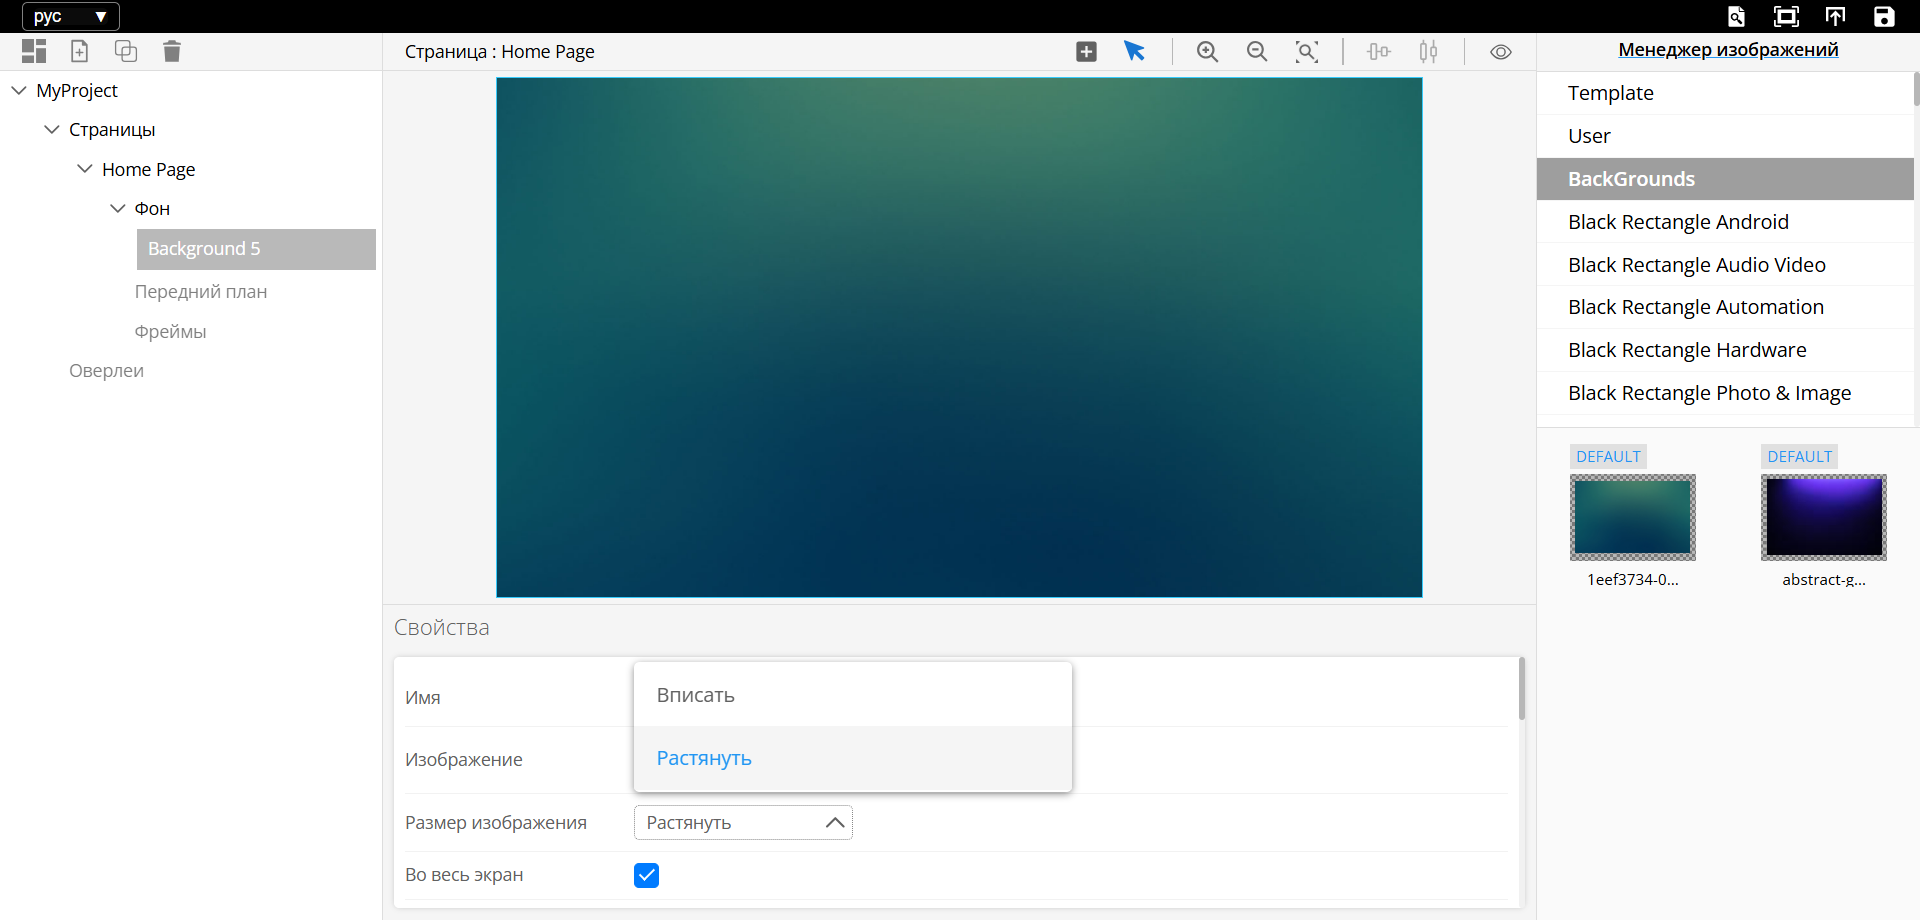 рус ▼
Страница : Home Page
Менеджер изображений
MyProject
Страницы
Home Page
Фон
Background 5
Передний план
Фреймы
Оверлеи
Template
User
BackGrounds
Black Rectangle Android
Black Rectangle Audio Video
Black Rectangle Automation
Black Rectangle Hardware
Black Rectangle Photo & Image
DEFAULT
DEFAULT
1eef3734-0...
abstract-g...
Свойства
Имя
Вписать
Изображение
Растянуть
Размер изображения
Растянуть
Во весь экран